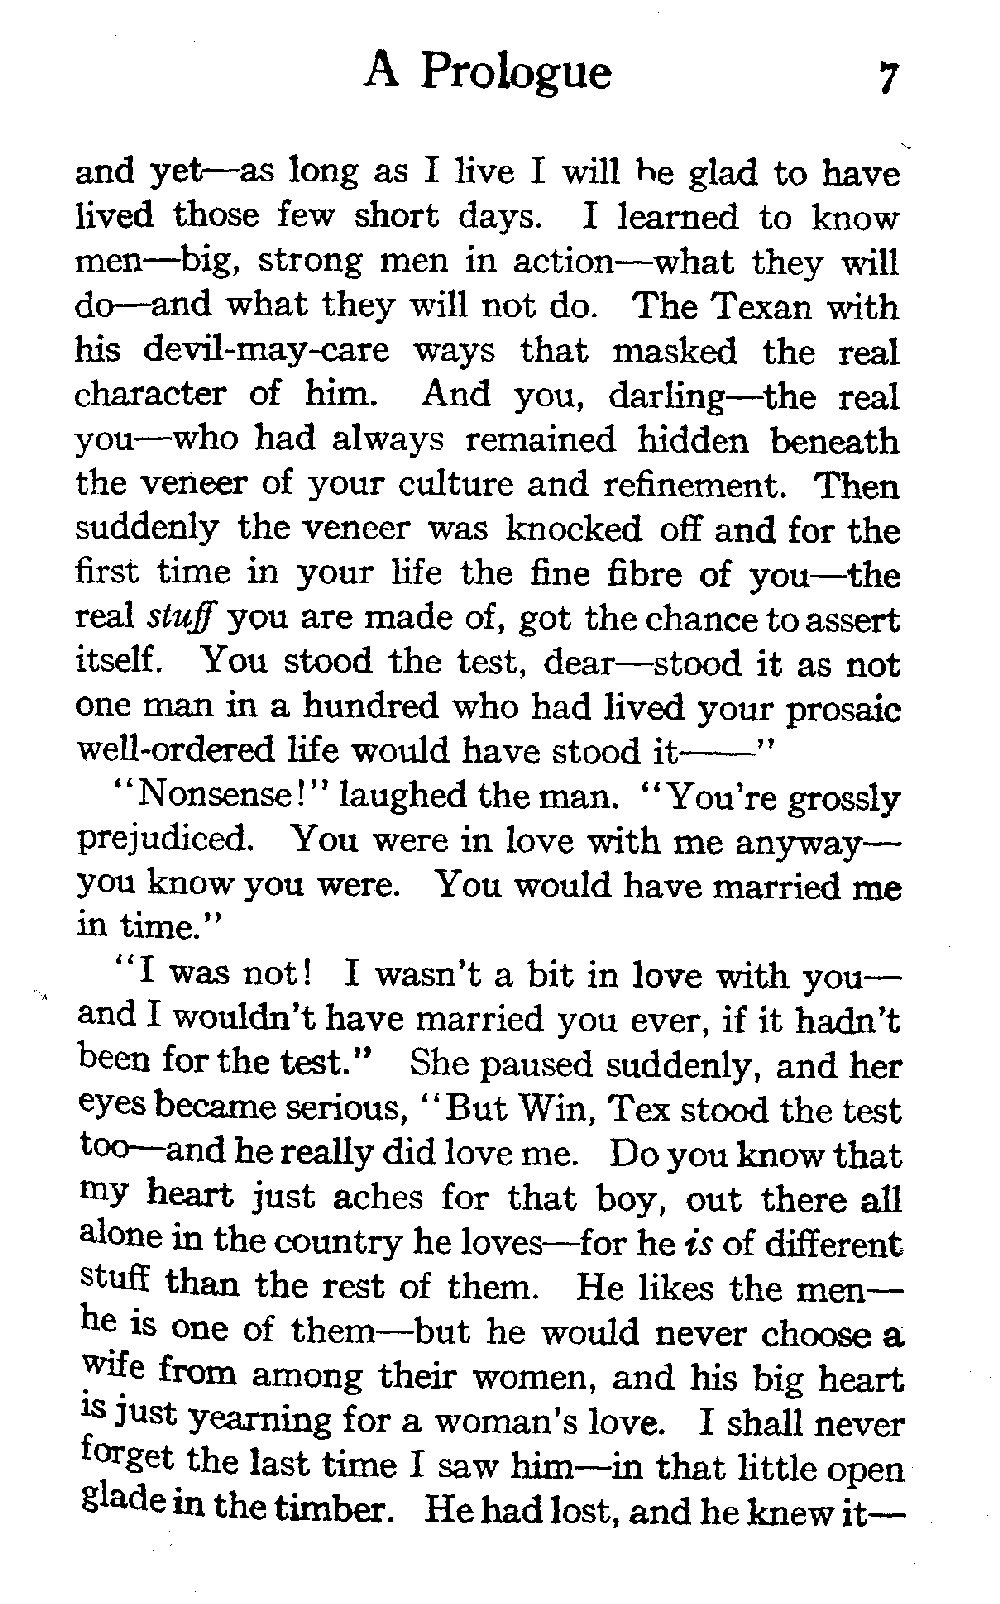 A Prologue 7
and yet—as long as I live I will be glad to have
lived those few short days. I learned to know
men—big, strong men in action—what they will
do—and what they will not do. The Texan with
his devil-may-care ways that masked the real
character of him. And you, darling—the real
you—who had always remained hidden beneath
the veneer of your culture and refinement. Then
suddenly the veneer was knocked off and for the
first time in your life the fine fibre of you—the
real stuff you are made of, got the chance to assert
itself. You stood the test, dear—stood it as not
one man in a hundred who had lived your prosaic
well-ordered life would have stood it——"
"Nonsense!" laughed the man. "You're grossly
prejudiced. You were in love with me anyway—
you know you were. You would have married me
in time."
"I was not! I wasn't a bit in love with you—
and I wouldn't have married you ever, if it hadn't
been for the test." She paused suddenly, and her
eyes became serious, "But Win, Tex stood the test
too—and he really did love me. Do you know that
my heart just aches for that boy, out there all
alone in the country he loves—for he is of different
stuff than the rest of them. He likes the men—
he is one of them—but he would never choose a
wife from among their women, and his big heart
is just yearning for a woman's love. I shall never
forget the last time I saw him—in that little open
glade in the timber. He had lost, and he knew it—